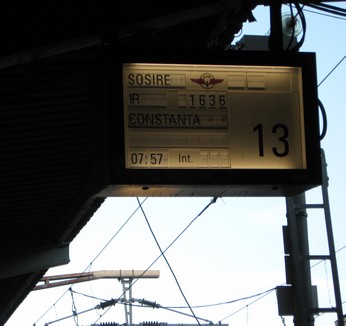 SOSIRE
IR 1636
CONSTANTA
13
07:57 Int.